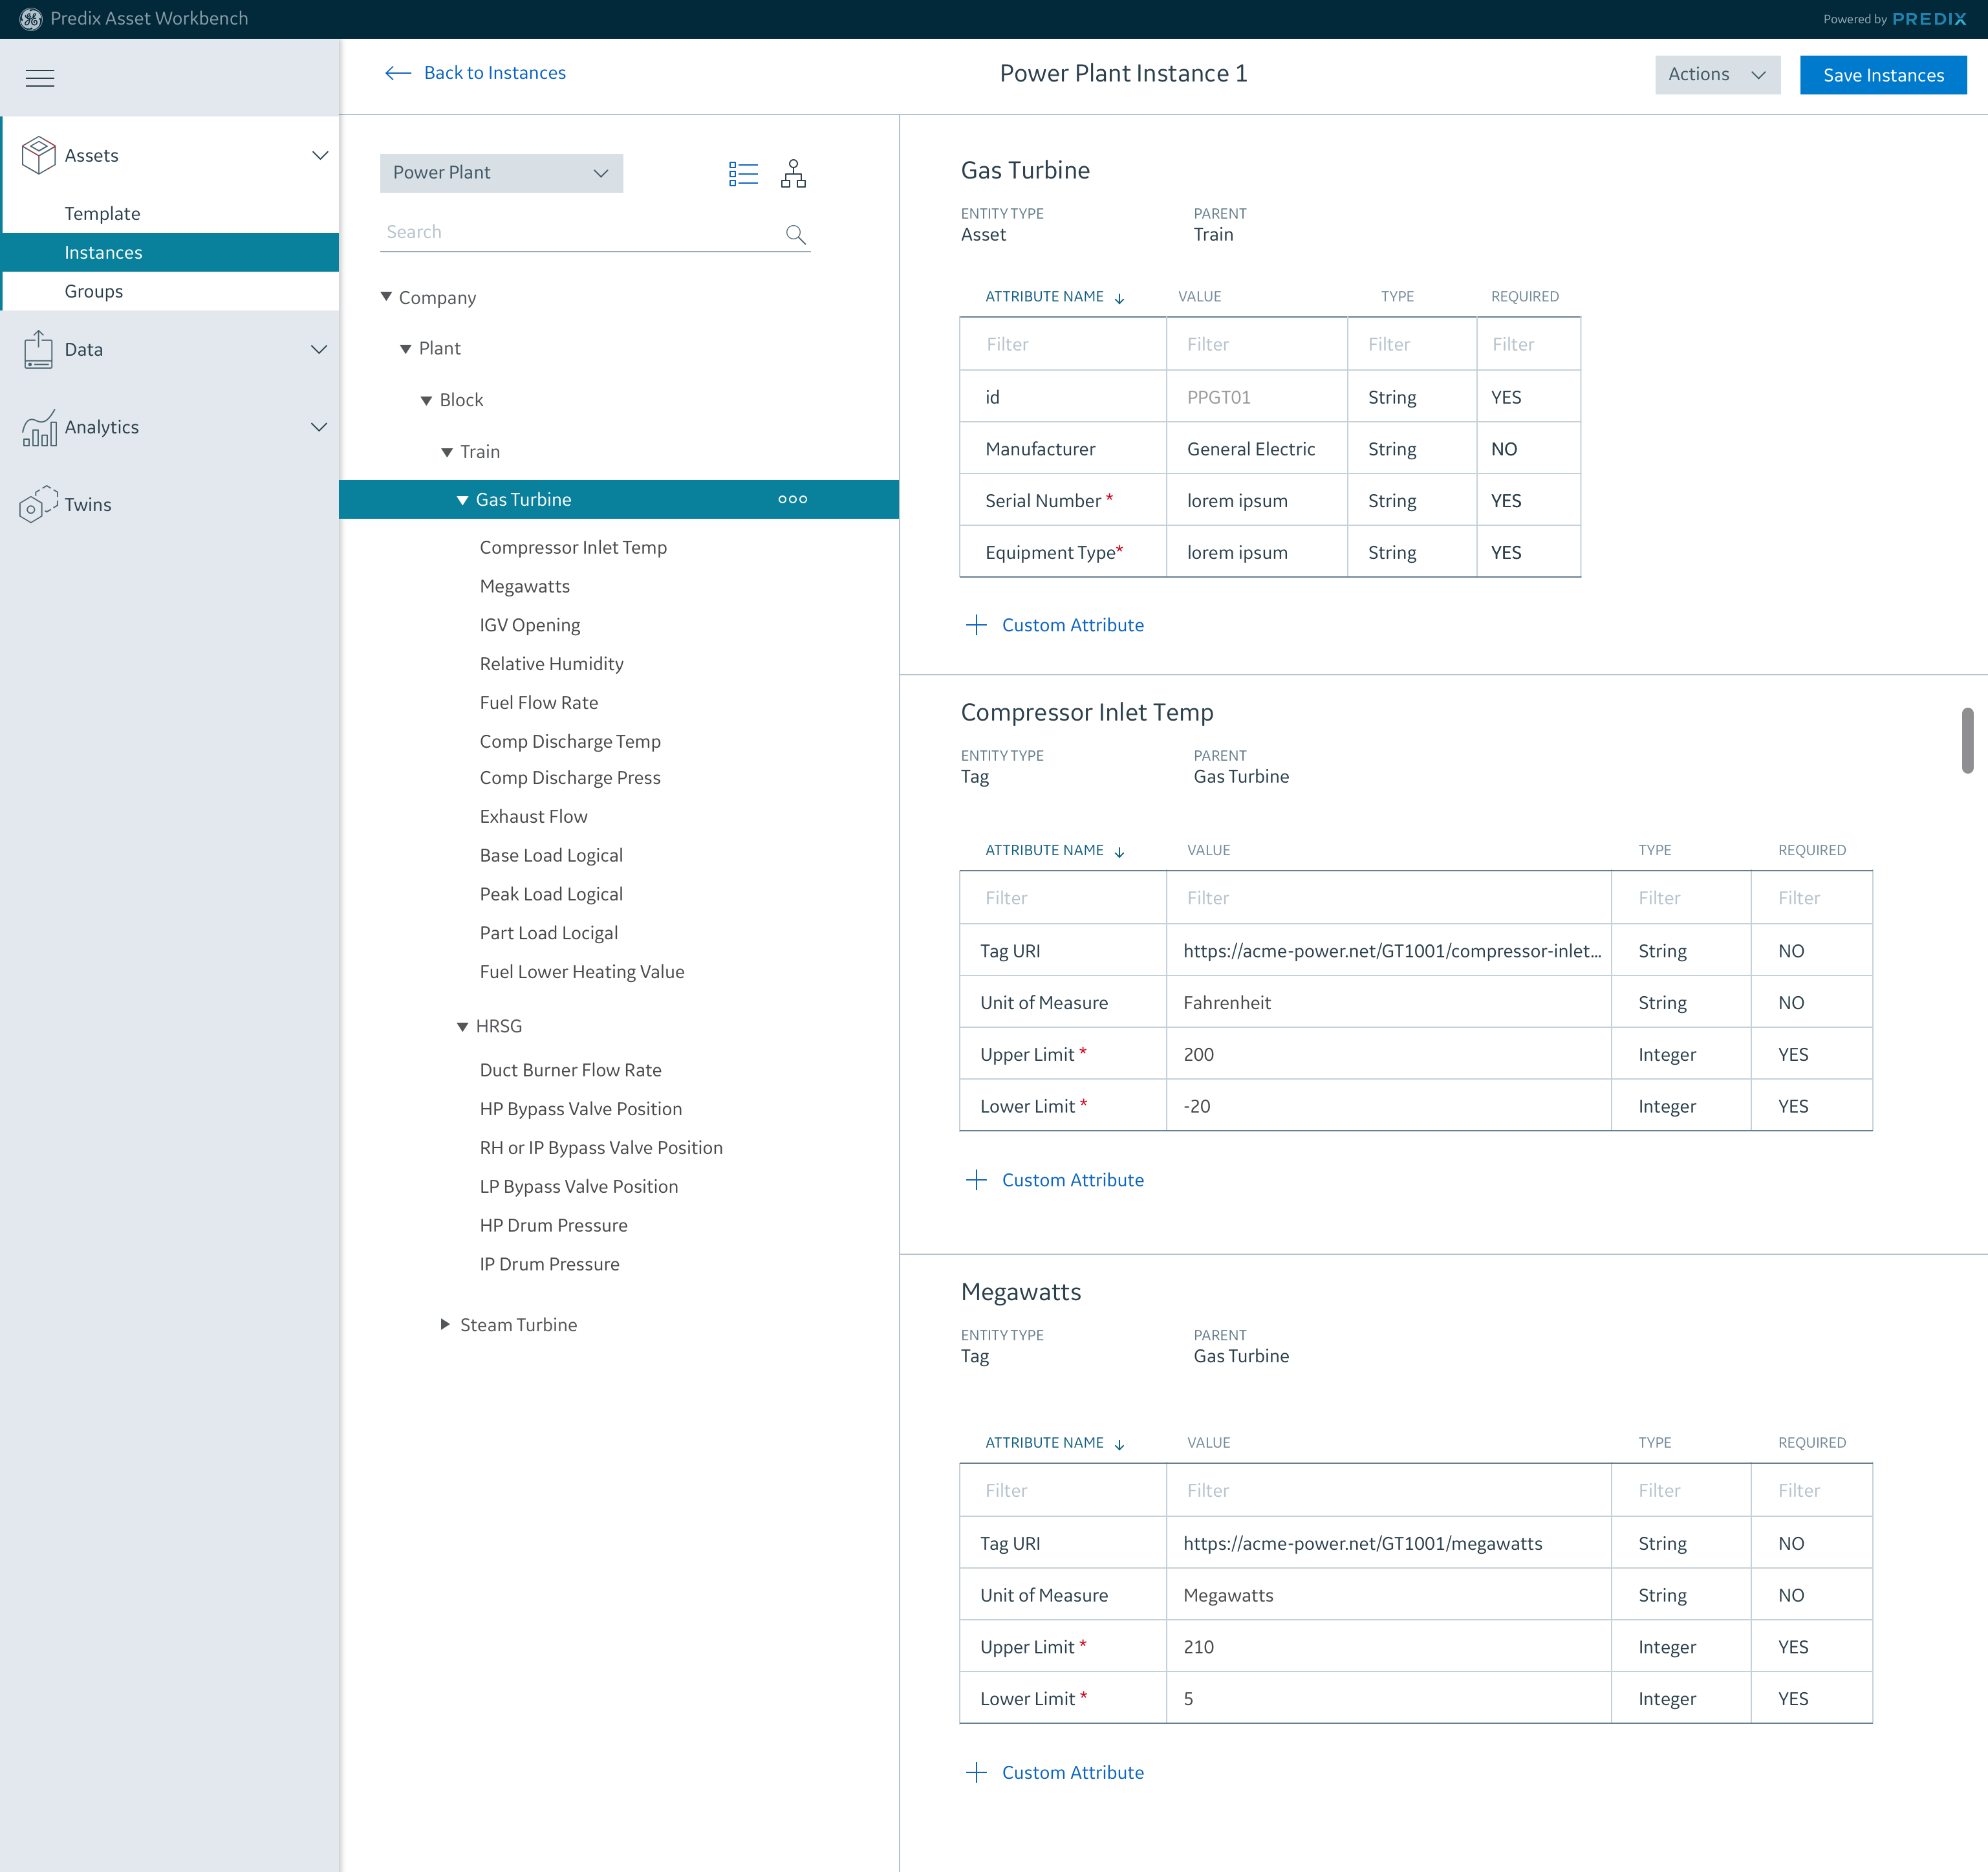 Predix Asset Workbench
Powered by PREDIX
Back to Instances
Power Plant Instance 1
Actions
Save Instances
Assets
Template
Instances
Groups
Data
Analytics
Twins
Power Plant
Search
Company
Plant
Block
Train
Gas Turbine
Compressor Inlet Temp
Megawatts
IGV Opening
Relative Humidity
Fuel Flow Rate
Comp Discharge Temp
Comp Discharge Press
Exhaust Flow
Base Load Logical
Peak Load Logical
Part Load Locigal
Fuel Lower Heating Value
HRSG
Duct Burner Flow Rate
HP Bypass Valve Position
RH or IP Bypass Valve Position
LP Bypass Valve Position
HP Drum Pressure
IP Drum Pressure
Steam Turbine
Gas Turbine
ENTITY TYPE PARENT
Asset Train
ATTRIBUTE NAME VALUE TYPE REQUIRED
Filter Filter Filter Filter
id PPGT01 String YES
Manufacturer General Electric String NO
Serial Number * lorem ipsum String YES
Equipment Type* lorem ipsum String YES
Custom Attribute
Compressor Inlet Temp
ENTITY TYPE PARENT
Tag Gas Turbine
ATTRIBUTE NAME VALUE TYPE REQUIRED
Filter Filter Filter Filter
Tag URI https://acme-power.net/GT1001/compressor-inlet... String NO
Unit of Measure Fahrenheit String NO
Upper Limit * 200 Integer YES
Lower Limit * -20 Integer YES
Custom Attribute
Megawatts
ENTITY TYPE PARENT
Tag Gas Turbine
ATTRIBUTE NAME VALUE TYPE REQUIRED
Filter Filter Filter Filter
Tag URI https://acme-power.net/GT1001/megawatts String NO
Unit of Measure Megawatts String NO
Upper Limit * 210 Integer YES
Lower Limit * 5 Integer YES
Custom Attribute